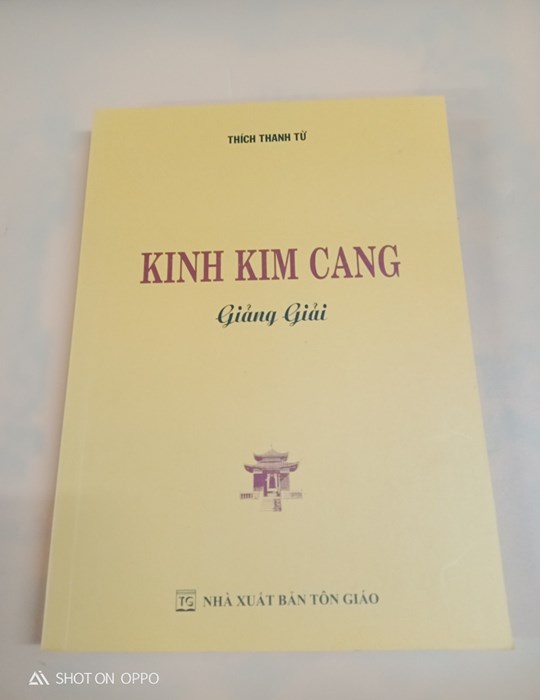 THÍCH THANH TỪ
KINH KIM CANG
Giảng Giải
TG NHÀ XUẤT BẢN TÔN GIÁO
SHOT ON OPPO